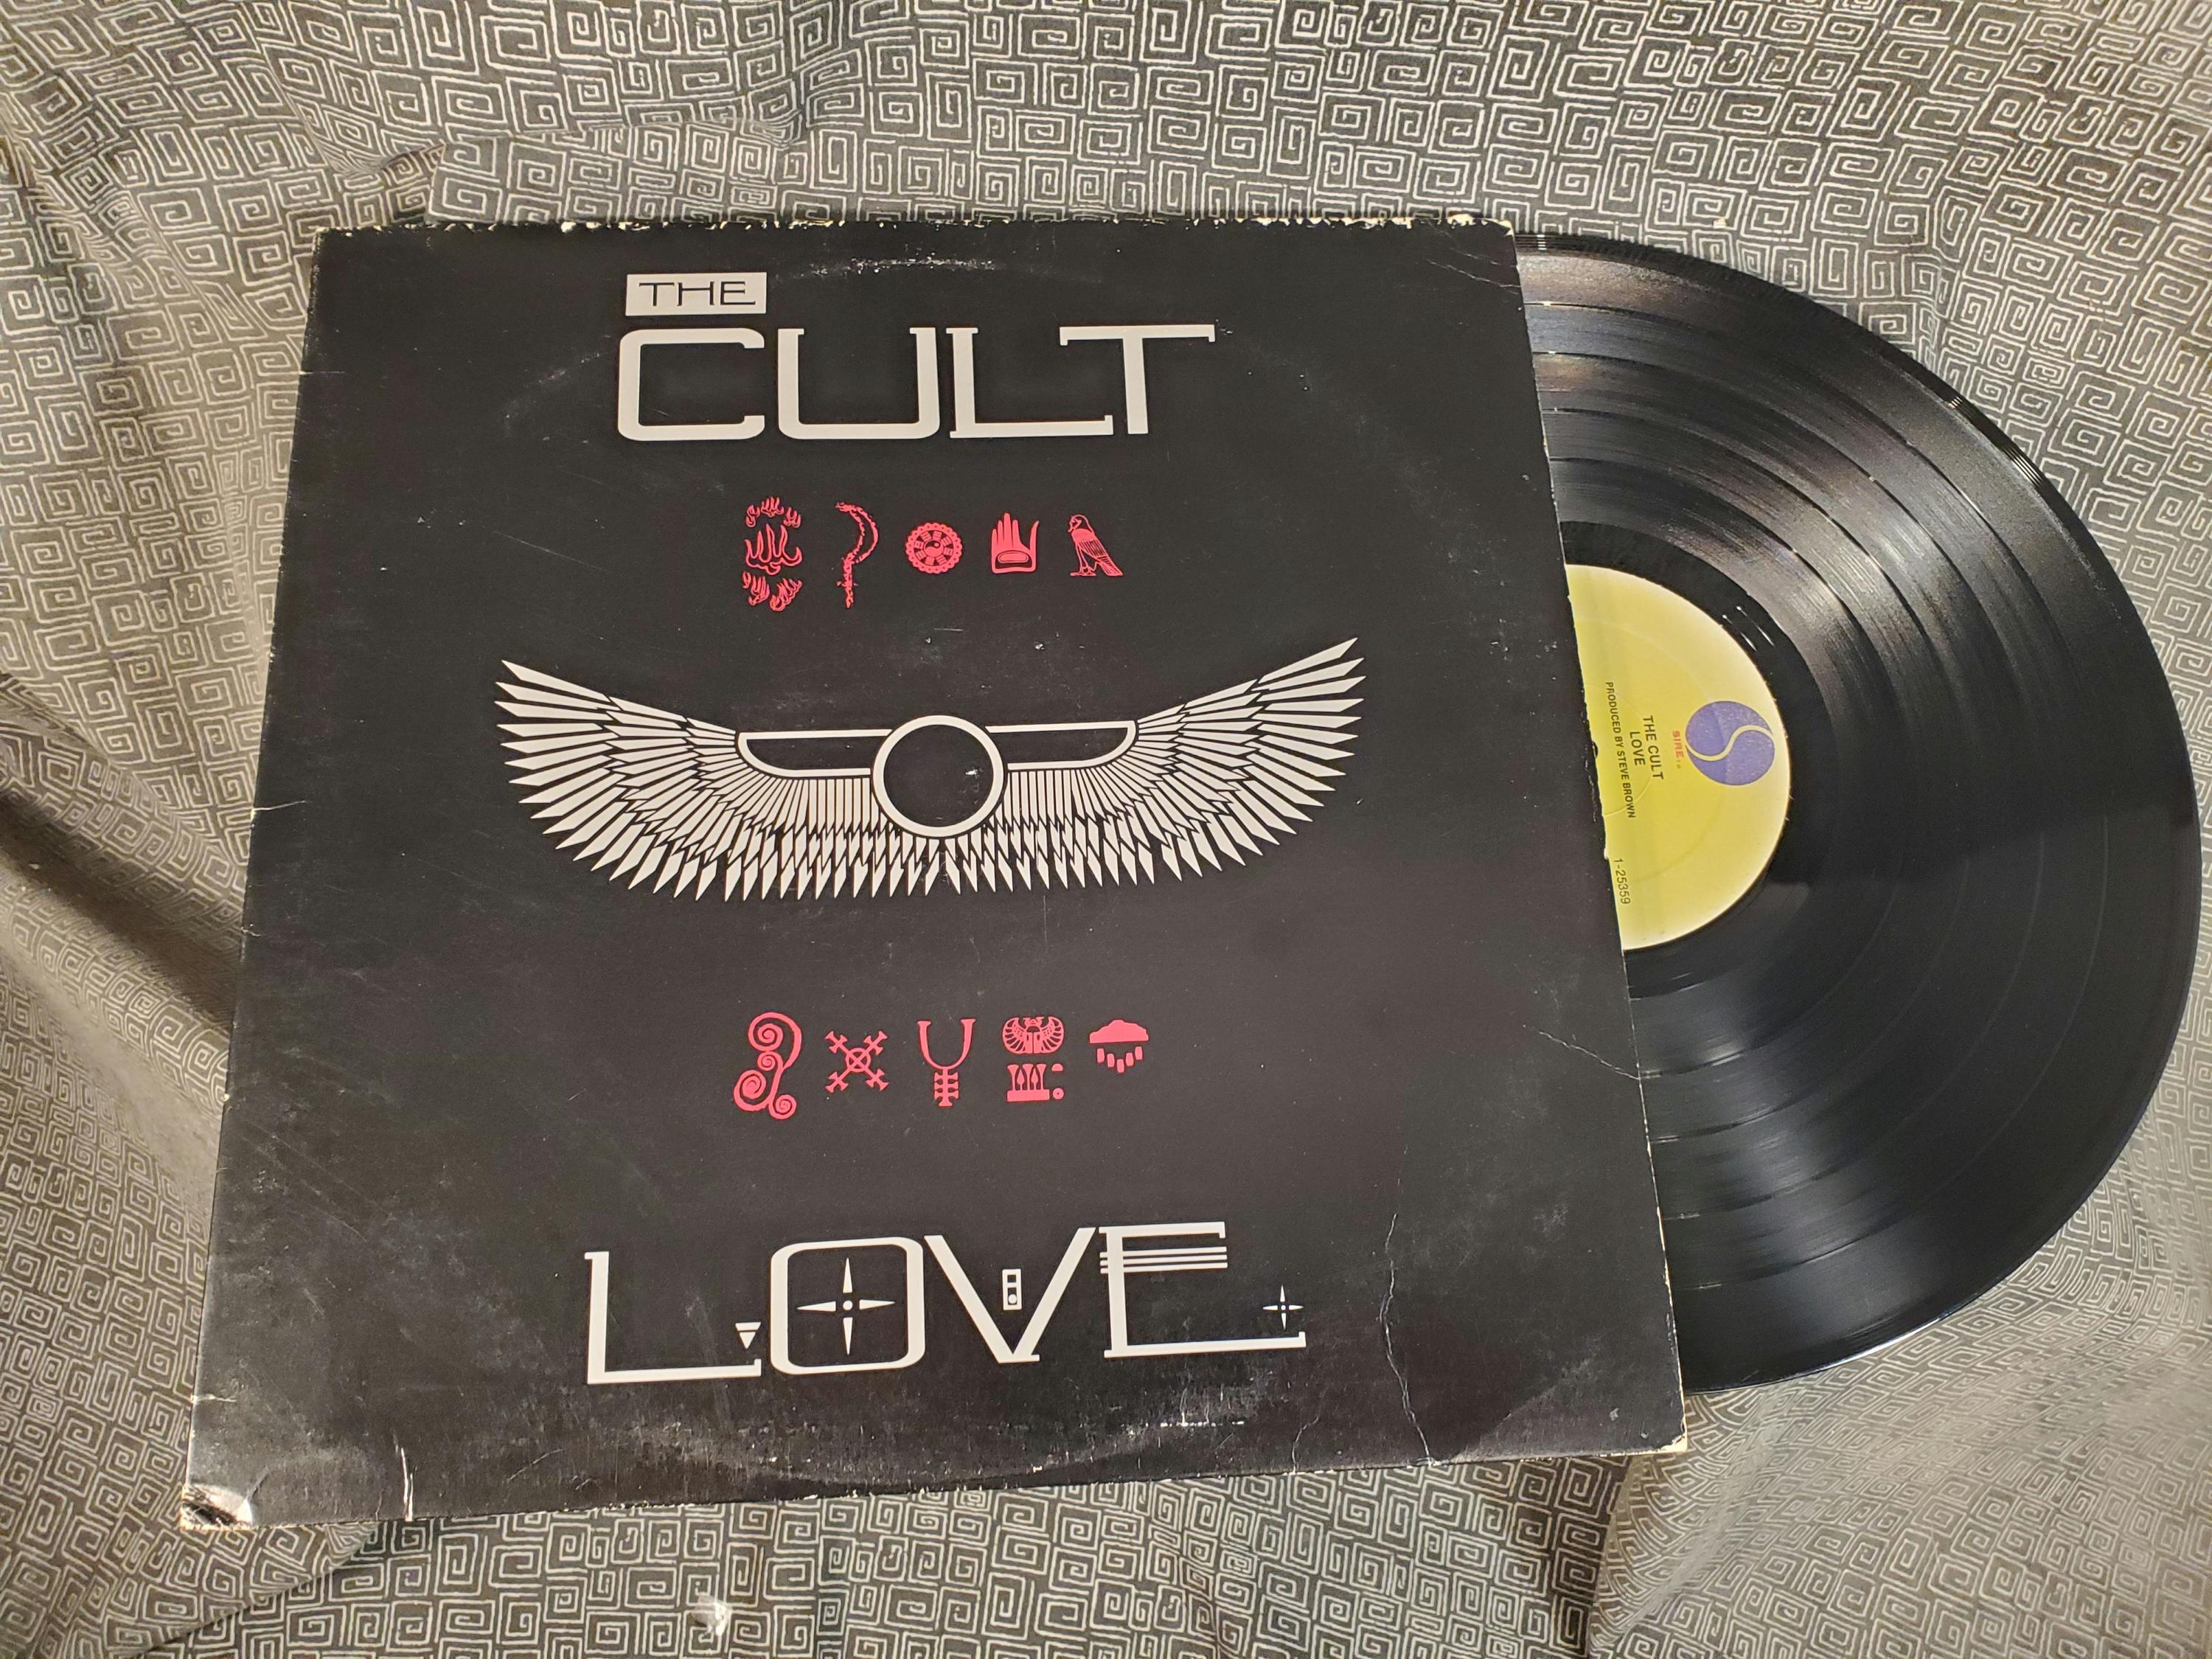 THE
CULT
LOVE
SIRE
THE CULT
LOVE
PRODUCED BY STEVE BROWN
1-25359